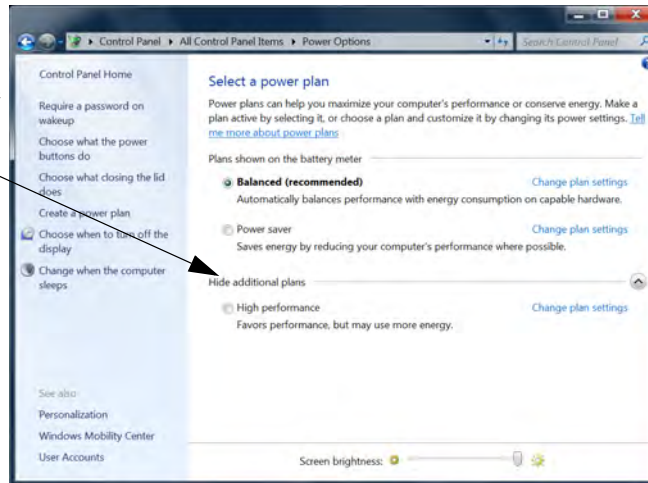 Control Panel ▸ All Control Panel Items ▸ Power Options
Search Control Panel
Control Panel Home
Require a password on
wakeup
Choose what the power
buttons do
Choose what closing the lid
does
Create a power plan
Choose when to turn off the
display
Change when the computer
sleeps
See also
Personalization
Windows Mobility Center
User Accounts
Select a power plan
Power plans can help you maximize your computer's performance or conserve energy. Make a
plan active by selecting it, or choose a plan and customize it by changing its power settings. Tell
me more about power plans
Plans shown on the battery meter
Balanced (recommended) Change plan settings
Automatically balances performance with energy consumption on capable hardware.
Power saver Change plan settings
Saves energy by reducing your computer's performance where possible.
Hide additional plans
High performance Change plan settings
Favors performance, but may use more energy.
Screen brightness: